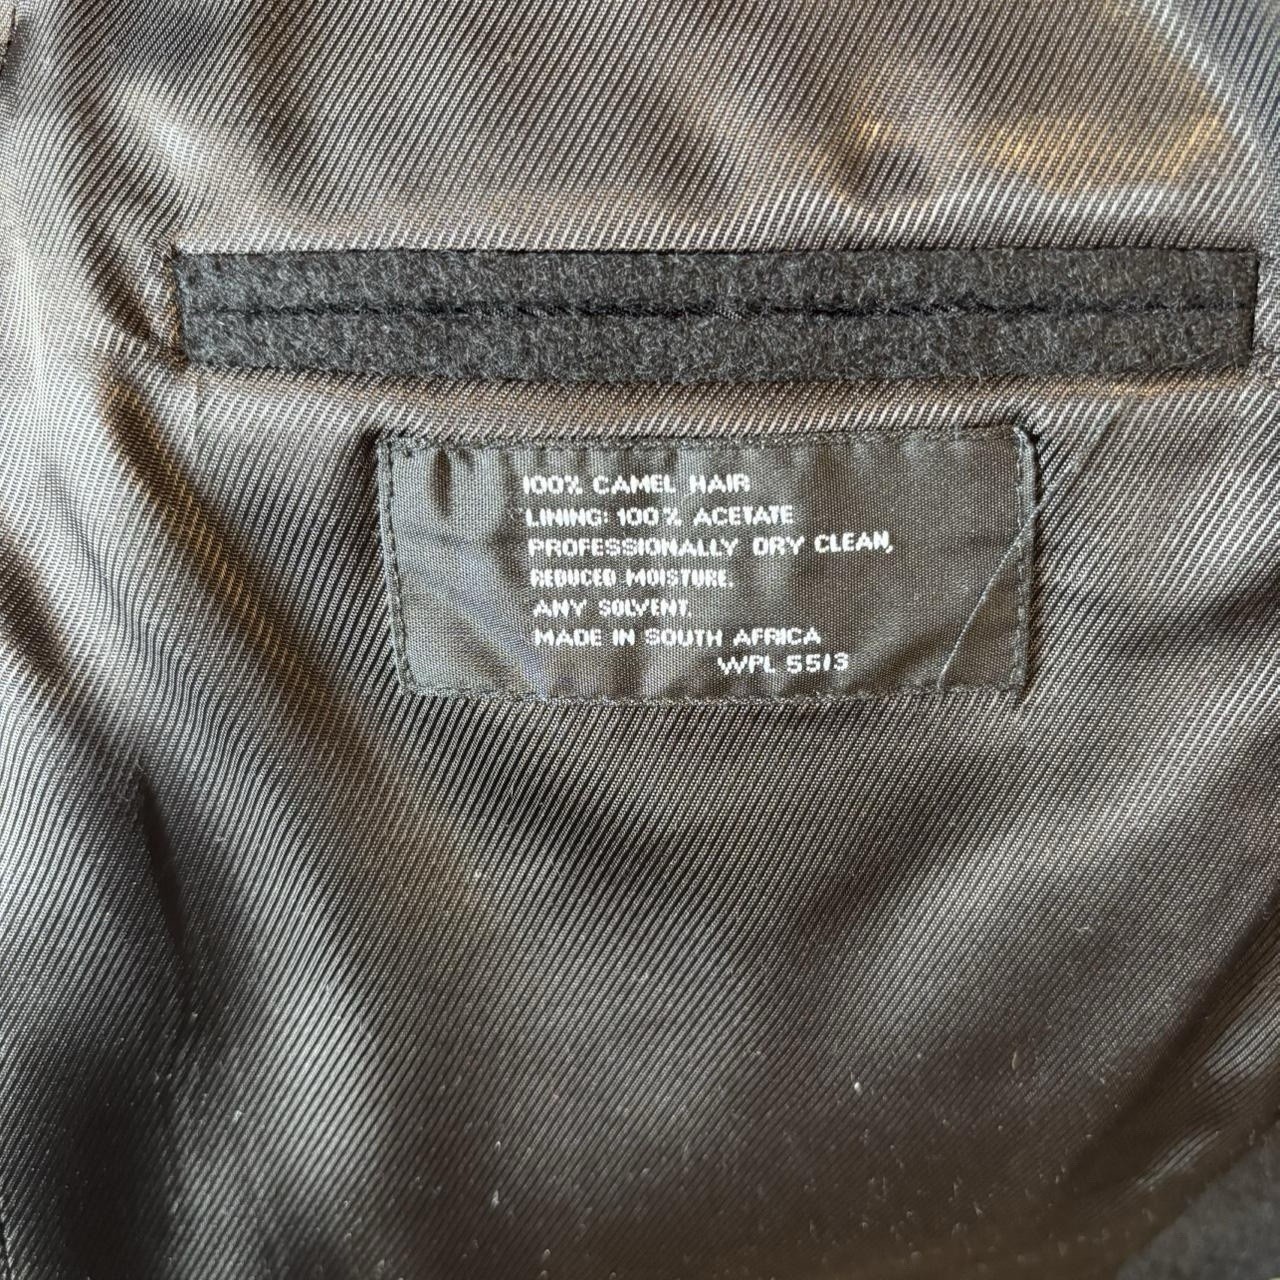 100% CAMEL HAIR
LINING: 100% ACETATE
PROFESSIONALLY DRY CLEAN,
REDUCED MOISTURE.
ANY SOLVENT.
MADE IN SOUTH AFRICA
WPL 5513